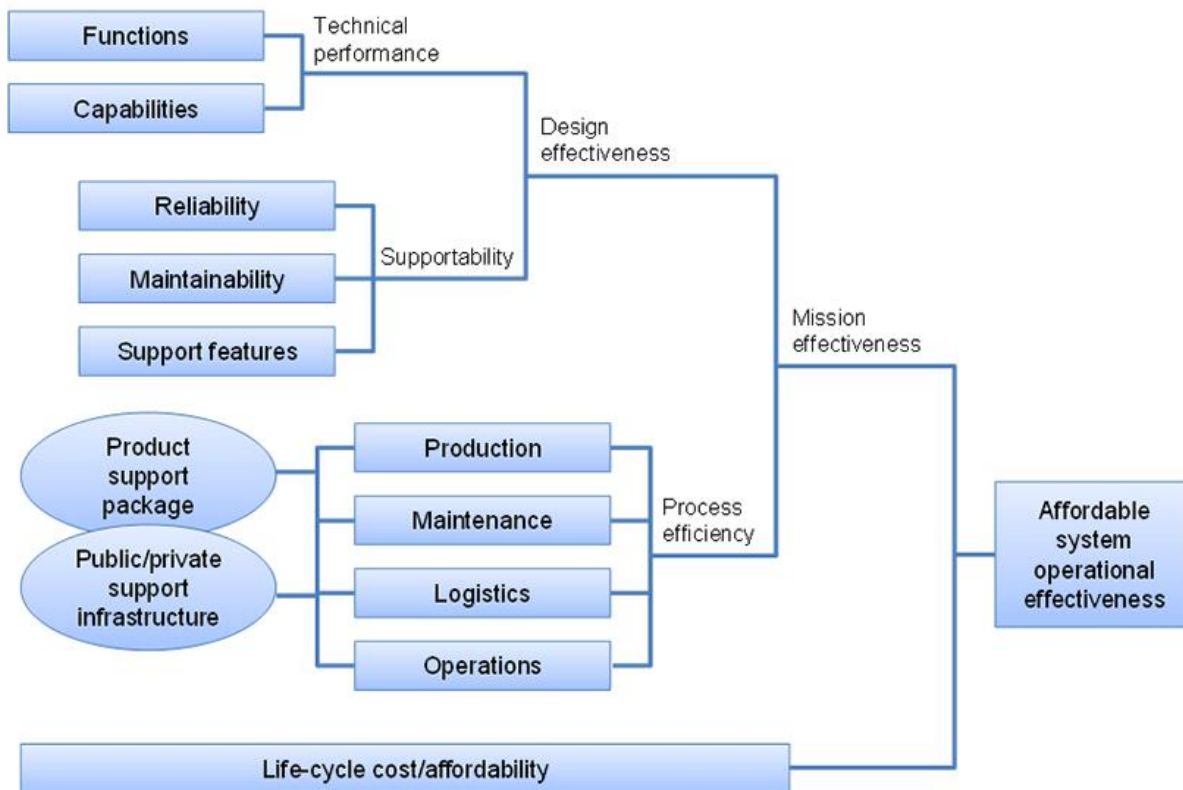 Functions
Technical
performance
Capabilities
Design
effectiveness
Reliability
Maintainability
Supportability
Support features
Mission
effectiveness
Product
support
package
Public/private
support
infrastructure
Production
Maintenance
Logistics
Operations
Process
efficiency
Affordable
system
operational
effectiveness
Life-cycle cost/affordability